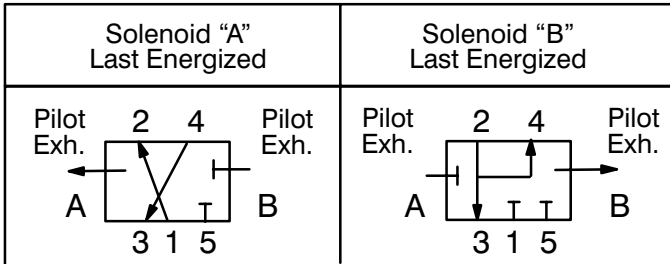 Solenoid “A”
Last Energized
Solenoid “B”
Last Energized
Pilot
Exh.
2 4
Pilot
Exh.
A
B
3 1 5
Pilot
Exh.
2 4
Pilot
Exh.
A
B
3 1 5